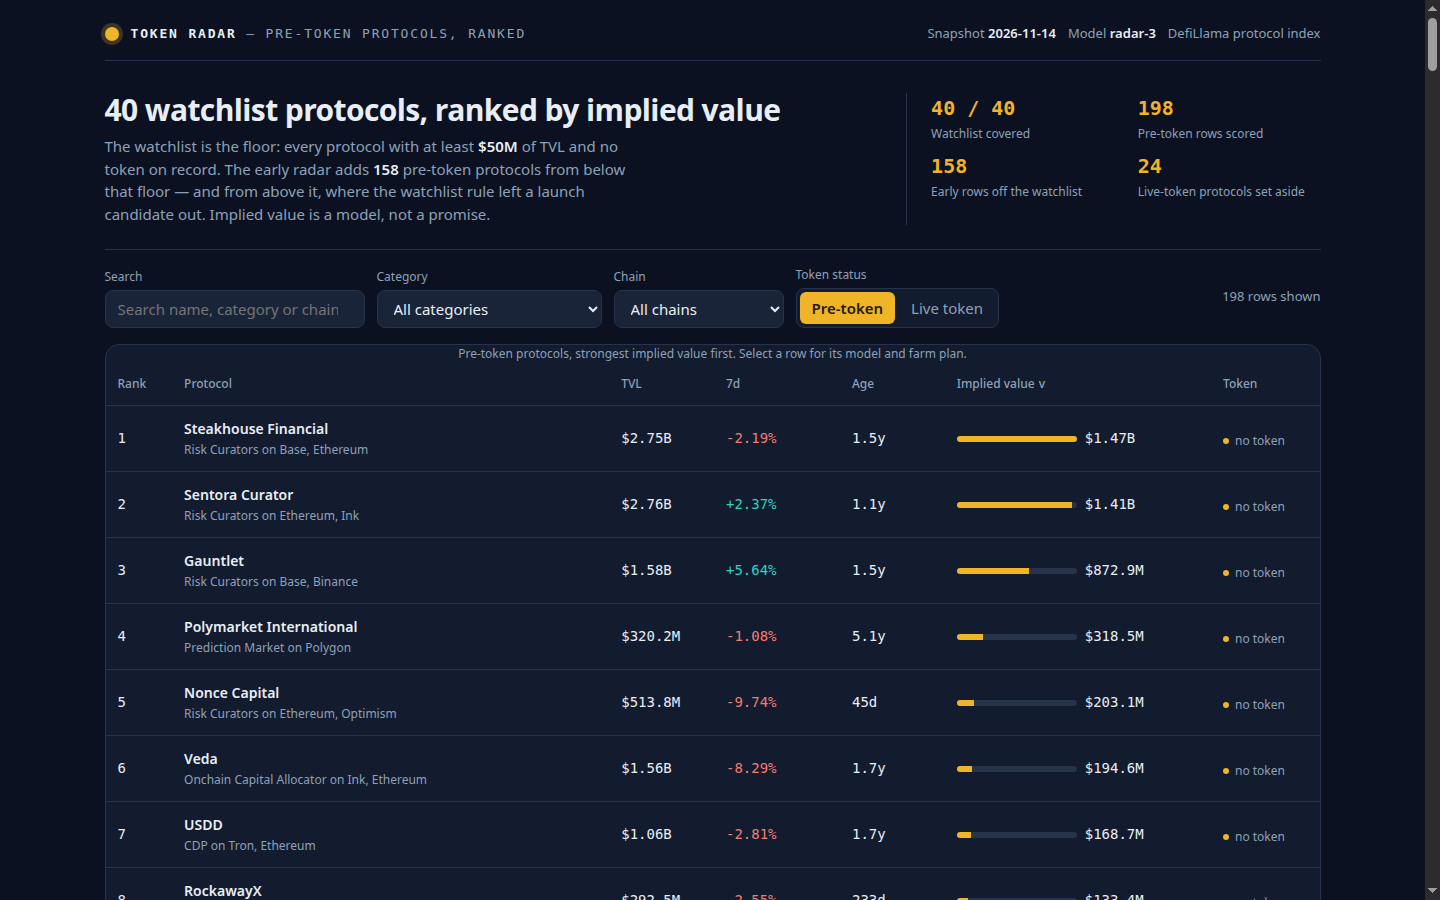 TOKEN RADAR — PRE-TOKEN PROTOCOLS, RANKED
Snapshot 2026-11-14 Model radar-3 DefiLlama protocol index
40 watchlist protocols, ranked by implied value
The watchlist is the floor: every protocol with at least $50M of TVL and no
token on record. The early radar adds 158 pre-token protocols from below
that floor — and from above it, where the watchlist rule left a launch
candidate out. Implied value is a model, not a promise.
40 / 40
Watchlist covered
198
Pre-token rows scored
158
Early rows off the watchlist
24
Live-token protocols set aside
Search
Category
Chain
Token status
Search name, category or chain
All categories
All chains
Pre-token
Live token
198 rows shown
Pre-token protocols, strongest implied value first. Select a row for its model and farm plan.
Rank Protocol TVL 7d Age Implied value v Token
1 Steakhouse Financial $2.75B -2.19% 1.5y $1.47B no token
Risk Curators on Base, Ethereum
2 Sentora Curator $2.76B +2.37% 1.1y $1.41B no token
Risk Curators on Ethereum, Ink
3 Gauntlet $1.58B +5.64% 1.5y $872.9M no token
Risk Curators on Base, Binance
4 Polymarket International $320.2M -1.08% 5.1y $318.5M no token
Prediction Market on Polygon
5 Nonce Capital $513.8M -9.74% 45d $203.1M no token
Risk Curators on Ethereum, Optimism
6 Veda $1.56B -8.29% 1.7y $194.6M no token
Onchain Capital Allocator on Ink, Ethereum
7 USDD $1.06B -2.81% 1.7y $168.7M no token
CDP on Tron, Ethereum
RockawayX